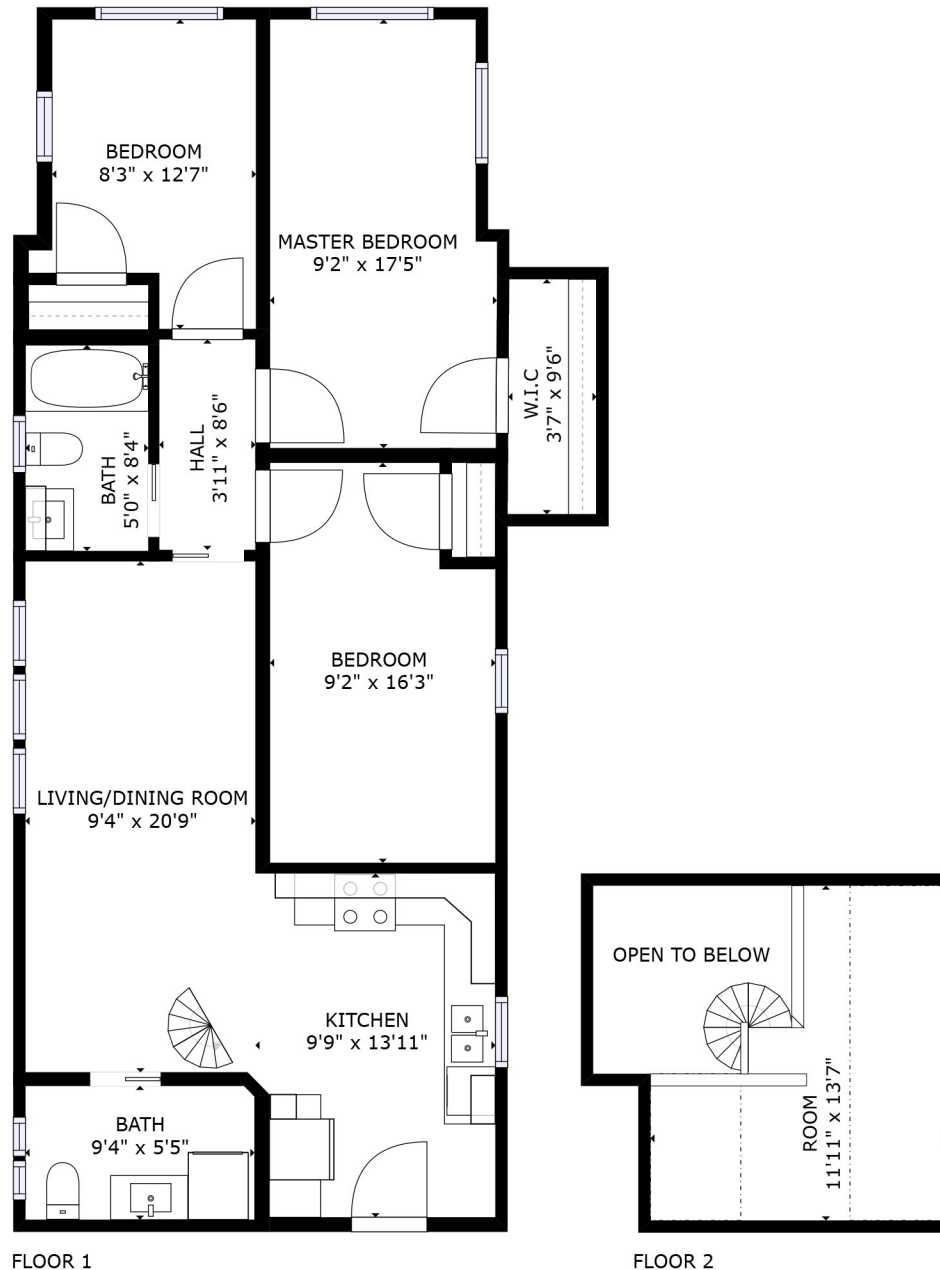 BEDROOM
8'3" x 12'7"
MASTER BEDROOM
9'2" x 17'5"
W.I.C
3'7" x 9'6"
HALL
3'11" x 8'6"
BATH
5'0" x 8'4"
BEDROOM
9'2" x 16'3"
LIVING/DINING ROOM
9'4" x 20'9"
KITCHEN
9'9" x 13'11"
BATH
9'4" x 5'5"
OPEN TO BELOW
ROOM
11'11" x 13'7"
FLOOR 1
FLOOR 2